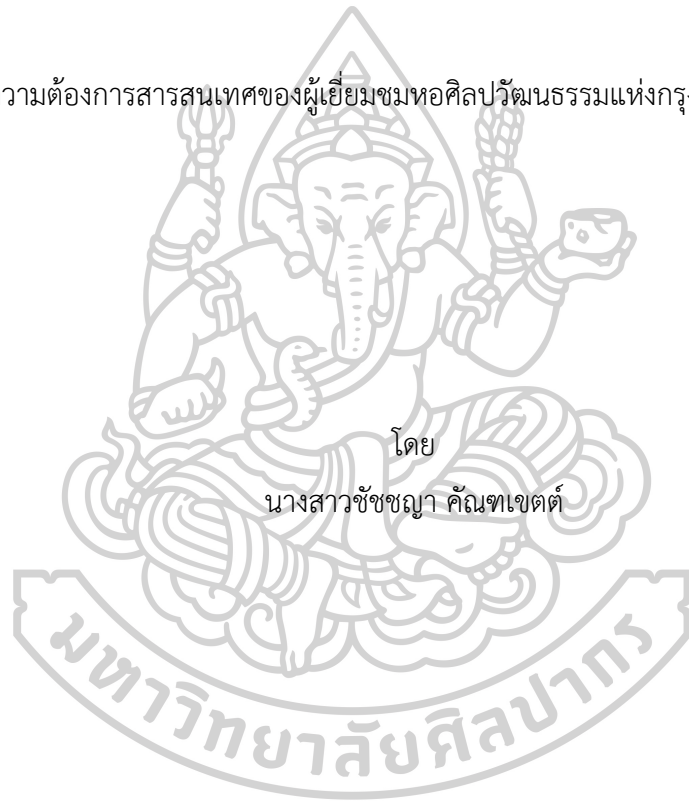 วามต้องการสารสนเทศของผู้เยี่ยมชมหอศิลปวัฒนธรรมแห่งกรุง
โดย
นางสาวชัชชญา คัณฑเขตต์
มหาวิทยาลัยศิลปากร